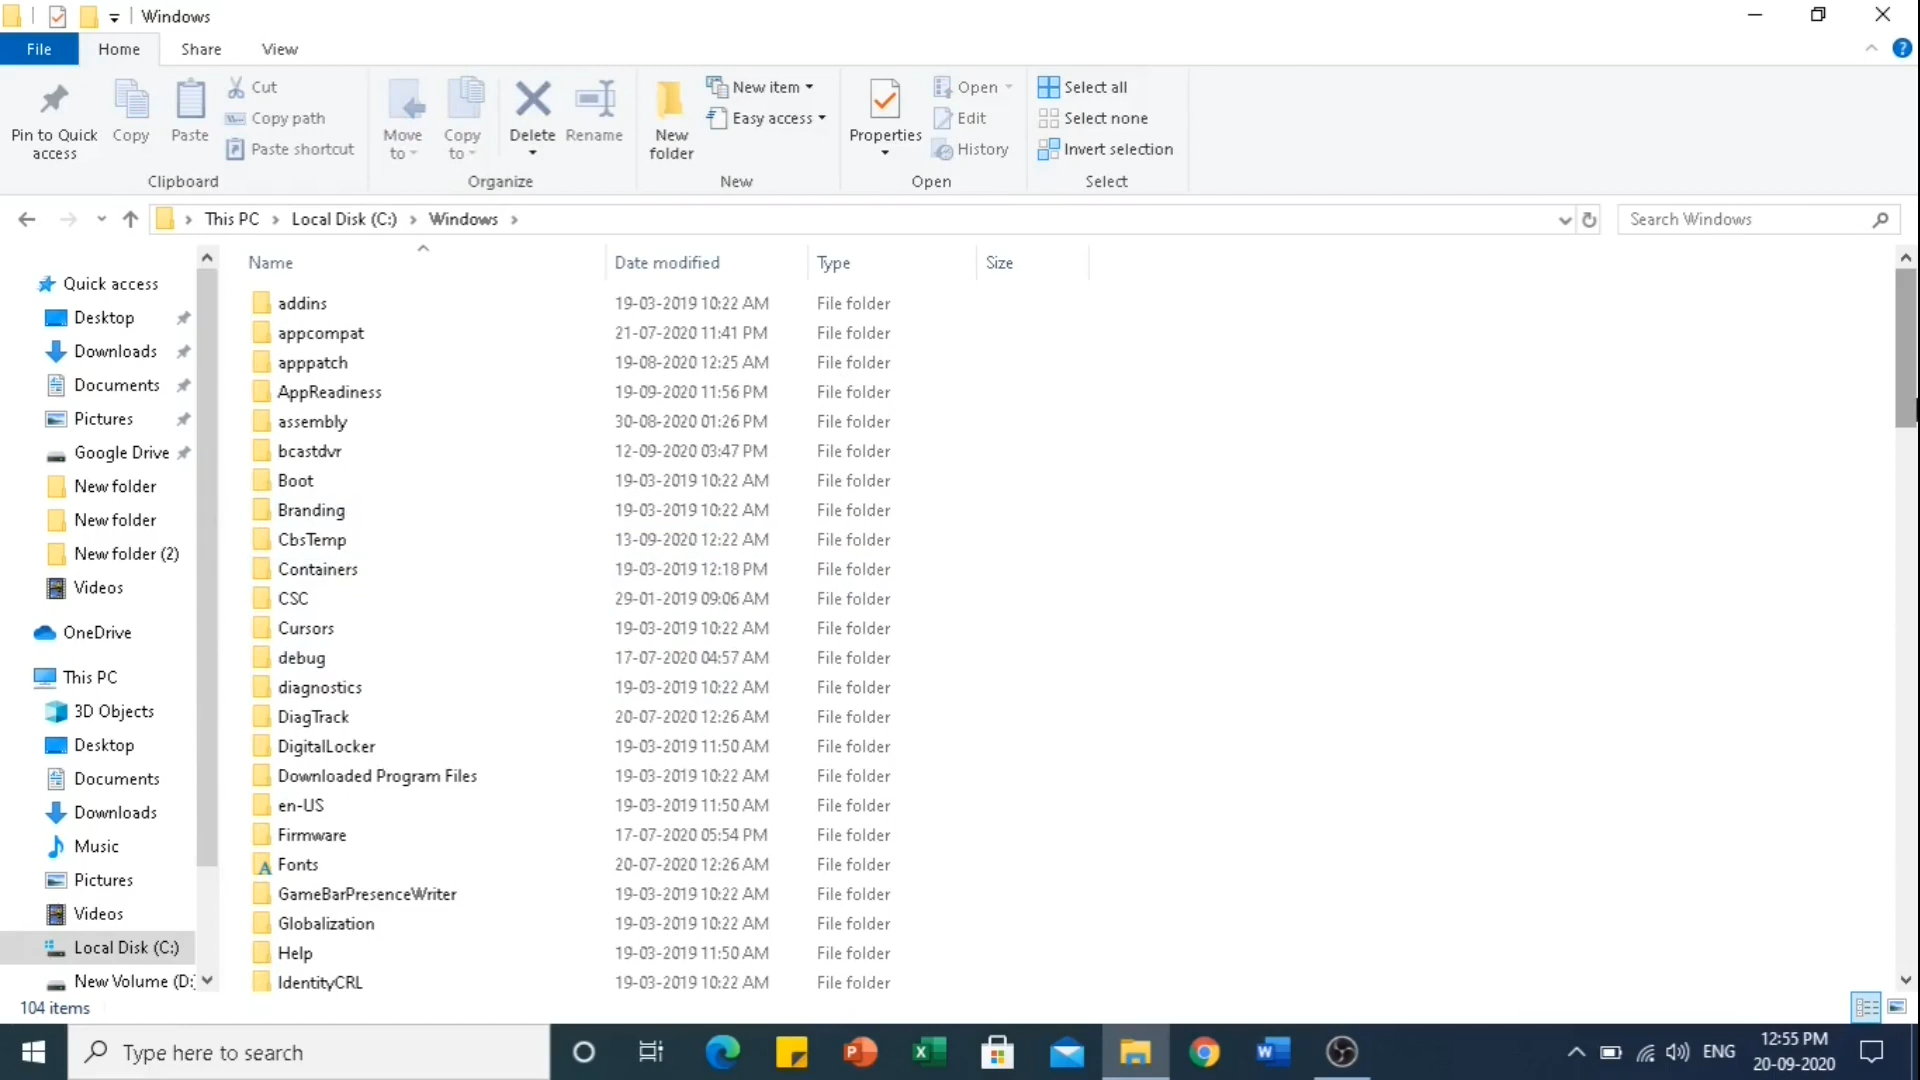 Windows
File Home Share View
Pin to Quick access
Copy
Paste
Cut
Copy path
Paste shortcut
Clipboard
Move to
Copy to
Delete
Rename
Organize
New folder
New item
Easy access
New
Properties
Open
Edit
History
Open
Select all
Select none
Invert selection
Select
This PC > Local Disk (C:) > Windows >
Search Windows
Quick access
Desktop
Downloads
Documents
Pictures
Google Drive
New folder
New folder
New folder (2)
Videos
OneDrive
This PC
3D Objects
Desktop
Documents
Downloads
Music
Pictures
Videos
Local Disk (C:)
New Volume (D:
Name Date modified Type Size
addins 19-03-2019 10:22 AM File folder
appcompat 21-07-2020 11:41 PM File folder
apppatch 19-08-2020 12:25 AM File folder
AppReadiness 19-09-2020 11:56 PM File folder
assembly 30-08-2020 01:26 PM File folder
bcastdvr 12-09-2020 03:47 PM File folder
Boot 19-03-2019 10:22 AM File folder
Branding 19-03-2019 10:22 AM File folder
CbsTemp 13-09-2020 12:22 AM File folder
Containers 19-03-2019 12:18 PM File folder
CSC 29-01-2019 09:06 AM File folder
Cursors 19-03-2019 10:22 AM File folder
debug 17-07-2020 04:57 AM File folder
diagnostics 19-03-2019 10:22 AM File folder
DiagTrack 20-07-2020 12:26 AM File folder
DigitalLocker 19-03-2019 11:50 AM File folder
Downloaded Program Files 19-03-2019 10:22 AM File folder
en-US 19-03-2019 11:50 AM File folder
Firmware 17-07-2020 05:54 PM File folder
Fonts 20-07-2020 12:26 AM File folder
GameBarPresenceWriter 19-03-2019 10:22 AM File folder
Globalization 19-03-2019 10:22 AM File folder
Help 19-03-2019 11:50 AM File folder
IdentityCRL 19-03-2019 10:22 AM File folder
104 items
Type here to search
ENG
12:55 PM
20-09-2020